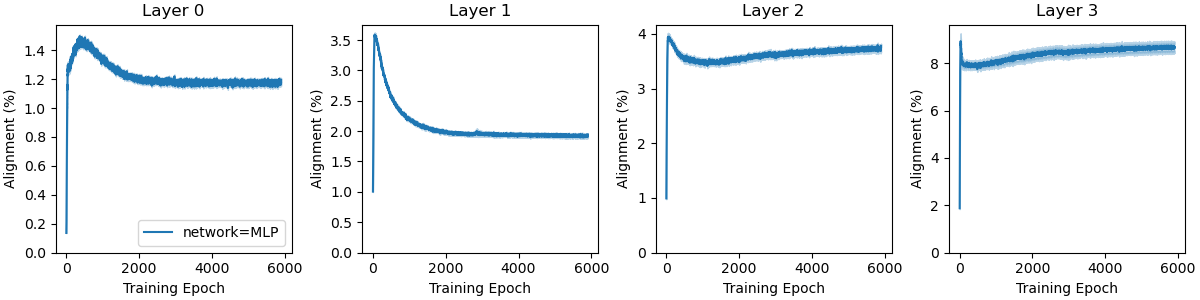 Layer 0
Alignment (%)
1.4
1.2
1.0
0.8
0.6
0.4
0.2
0.0
network=MLP
0 2000 4000 6000
Training Epoch
Layer 1
Alignment (%)
3.5
3.0
2.5
2.0
1.5
1.0
0.5
0.0
0 2000 4000 6000
Training Epoch
Layer 2
Alignment (%)
4
3
2
1
0
0 2000 4000 6000
Training Epoch
Layer 3
Alignment (%)
8
6
4
2
0
0 2000 4000 6000
Training Epoch